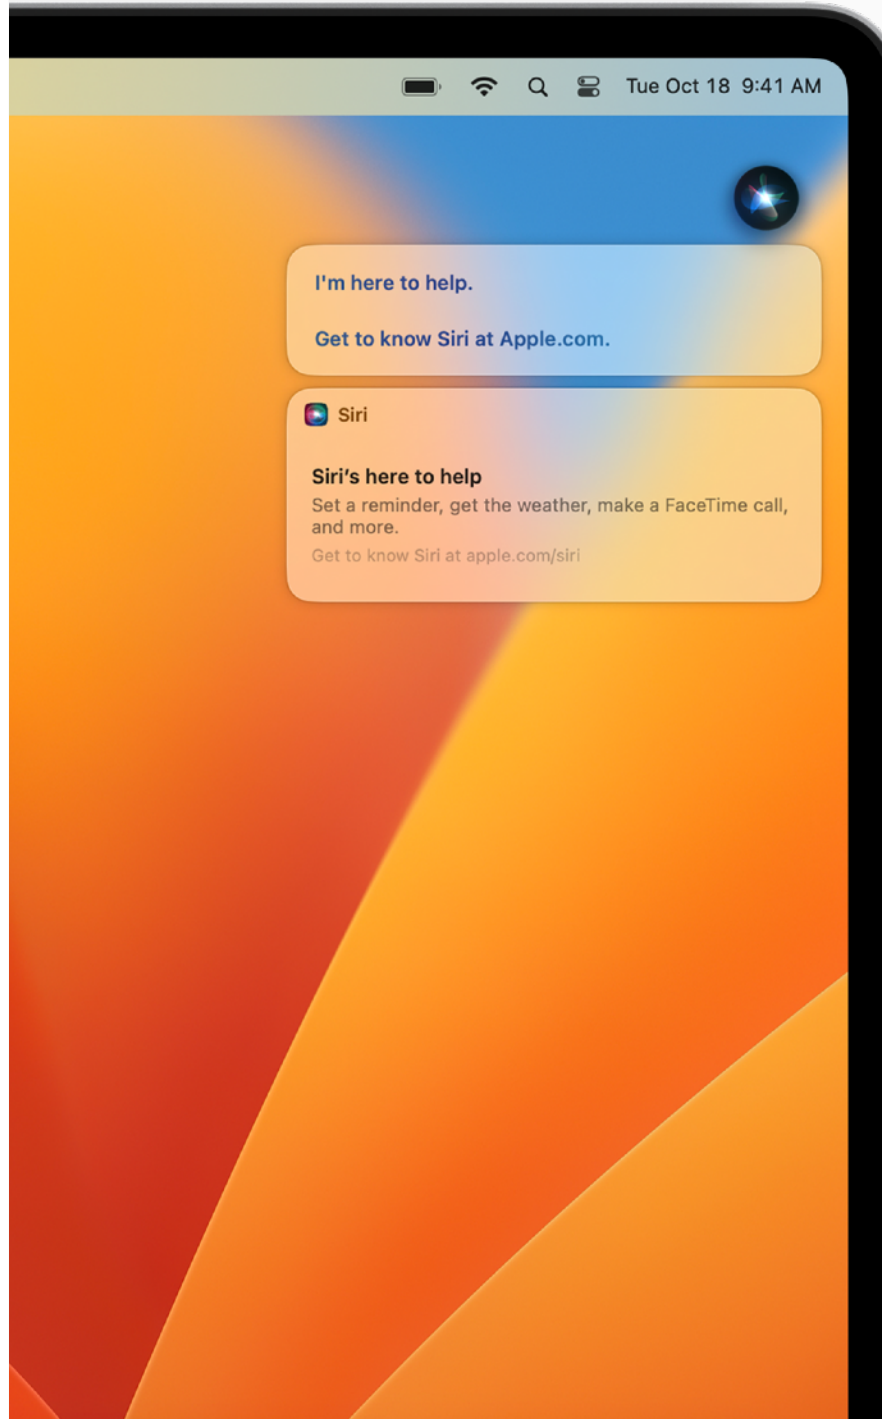 Tue Oct 18 9:41 AM
I'm here to help.
Get to know Siri at Apple.com.
Siri
Siri’s here to help
Set a reminder, get the weather, make a FaceTime call,
and more.
Get to know Siri at apple.com/siri